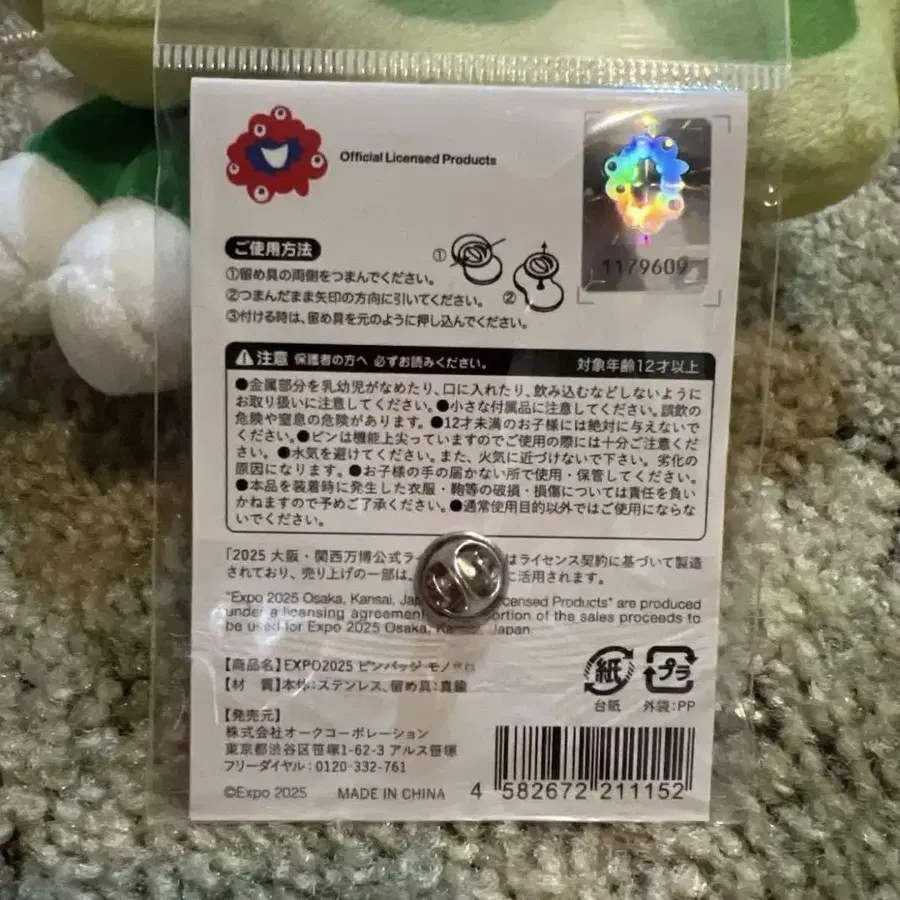 Official Licensed Products
1179609
ご使用方法
①留め具の両側をつまんでください。
①
②つまんだまま矢印の方向に引いてください。
②
③付ける時は、留め具を元のように押し込んでください。
注意 保護者の方へ 必ずお読みください。 対象年齢12才以上
●金属部分を乳幼児がなめたり、口に入れたり、飲み込むなどしないように
お取り扱いに注意してください。●小さな付属品に注意してください。誤飲の
危険や窒息の危険があります。●12才未満のお子様には絶対に与えないで
ください。●ピンは機能上尖っていますのでご使用の際には十分ご注意くだ
さい。●水気を避けてください。また、火気に近づけないで下さい。劣化の
原因になります。●お子様の手の届かない所で使用・保管してください。
●本品を装着時に発生した衣服・鞄等の破損・損傷については責任を負い
かねますので予めご了承ください。●通常使用目的以外ではご使用にならな
いでください。
「2025 大阪・関西万博公式ラ はライセンス契約に基づいて製造
されており、売り上げの一部は、 に活用されます。
"Expo 2025 Osaka, Kansai, censed Products" are produced
under a licensing agreement ortion of the sales proceeds to
be used for Expo 2025 Osaka, Japan.
【商品名】EXPO2025 ピンバッジ モノ
【材 質】本体:ステンレス、留め具:真鍮
紙
プラ
台紙 外袋:PP
【発売元】
株式会社オークコーポレーション
東京都渋谷区笹塚1-62-3 アルス笹塚
フリーダイヤル:0120-332-761
©Expo 2025 MADE IN CHINA
4 582672 211152